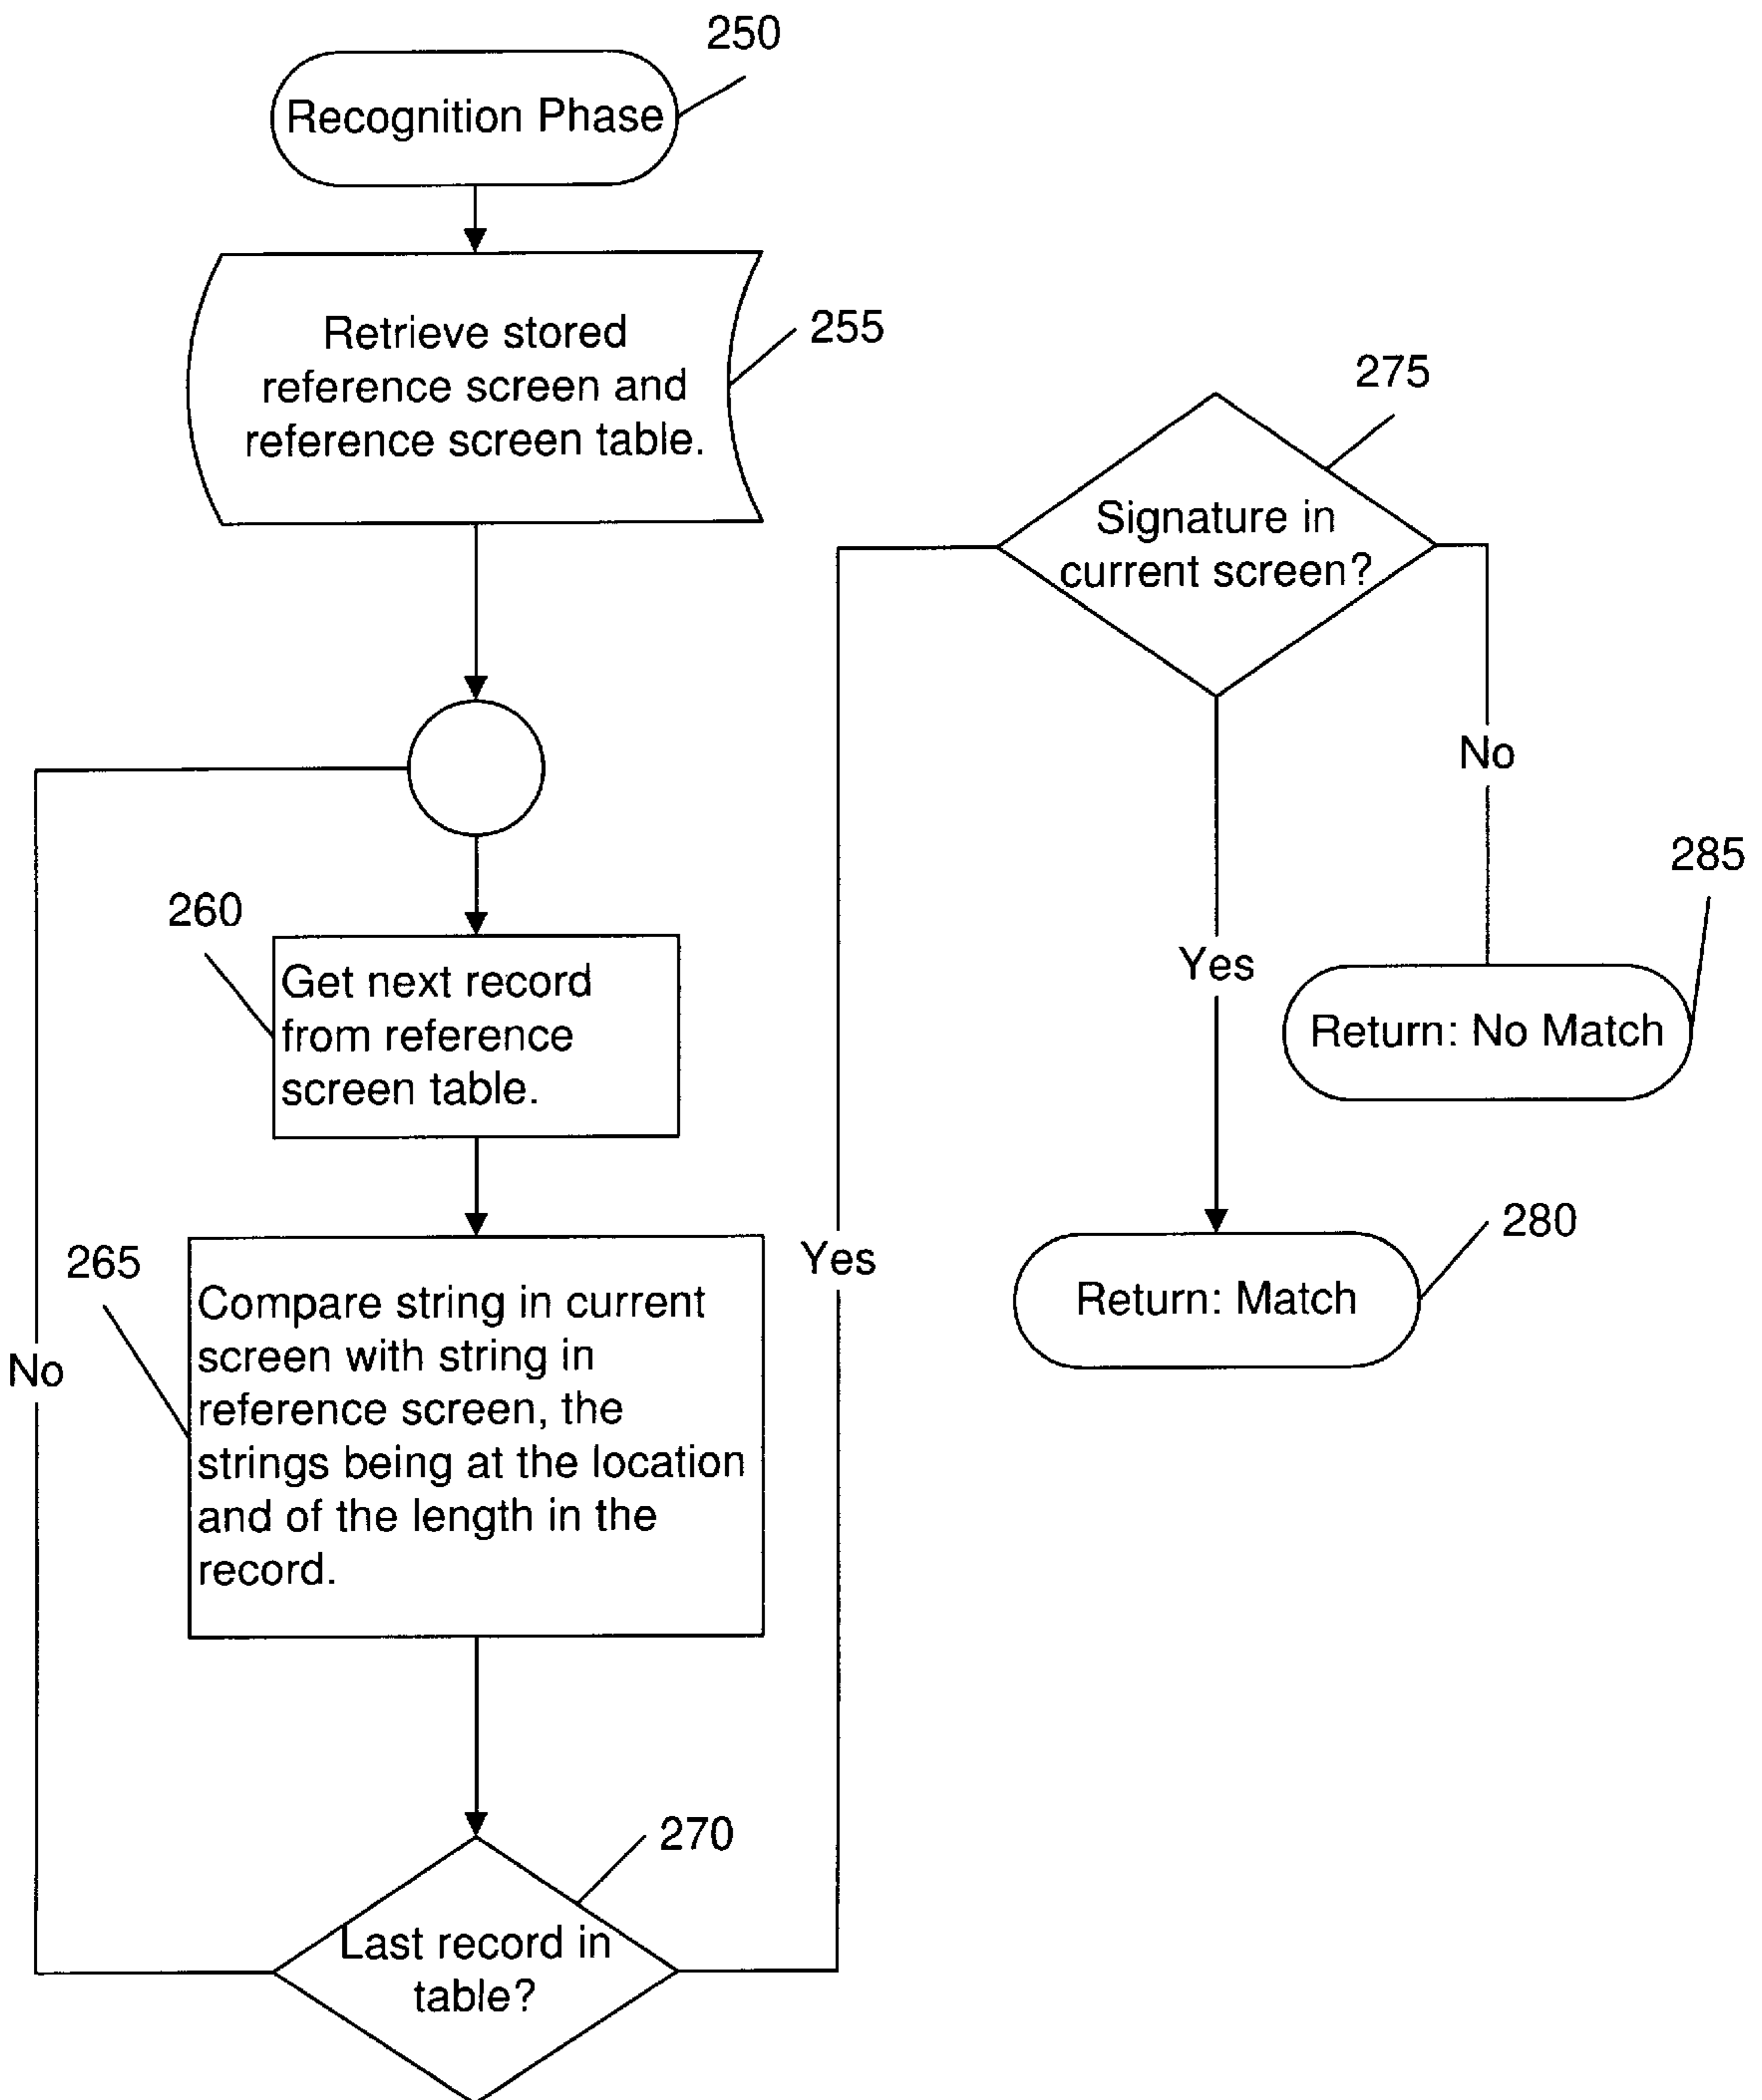 250
Recognition Phase
Retrieve stored
reference screen and
reference screen table.
255
260
Get next record
from reference
screen table.
265
Compare string in current
screen with string in
reference screen, the
strings being at the location
and of the length in the
record.
No
Yes
270
Last record in
table?
275
Signature in
current screen?
No
Yes
285
Return: No Match
280
Return: Match